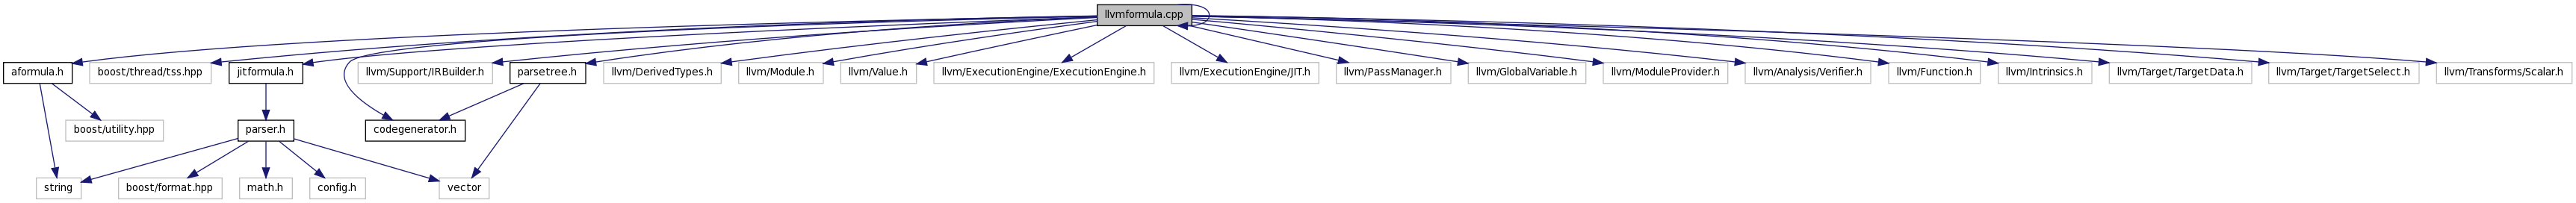 llvmformula.cpp
aformula.h
boost/thread/tss.hpp
jitformula.h
llvm/Support/IRBuilder.h
parsetree.h
llvm/DerivedTypes.h
llvm/Module.h
llvm/Value.h
llvm/ExecutionEngine/ExecutionEngine.h
llvm/ExecutionEngine/JIT.h
llvm/PassManager.h
llvm/GlobalVariable.h
llvm/ModuleProvider.h
llvm/Analysis/Verifier.h
llvm/Function.h
llvm/Intrinsics.h
llvm/Target/TargetData.h
llvm/Target/TargetSelect.h
llvm/Transforms/Scalar.h
boost/utility.hpp
parser.h
codegenerator.h
string
boost/format.hpp
math.h
config.h
vector